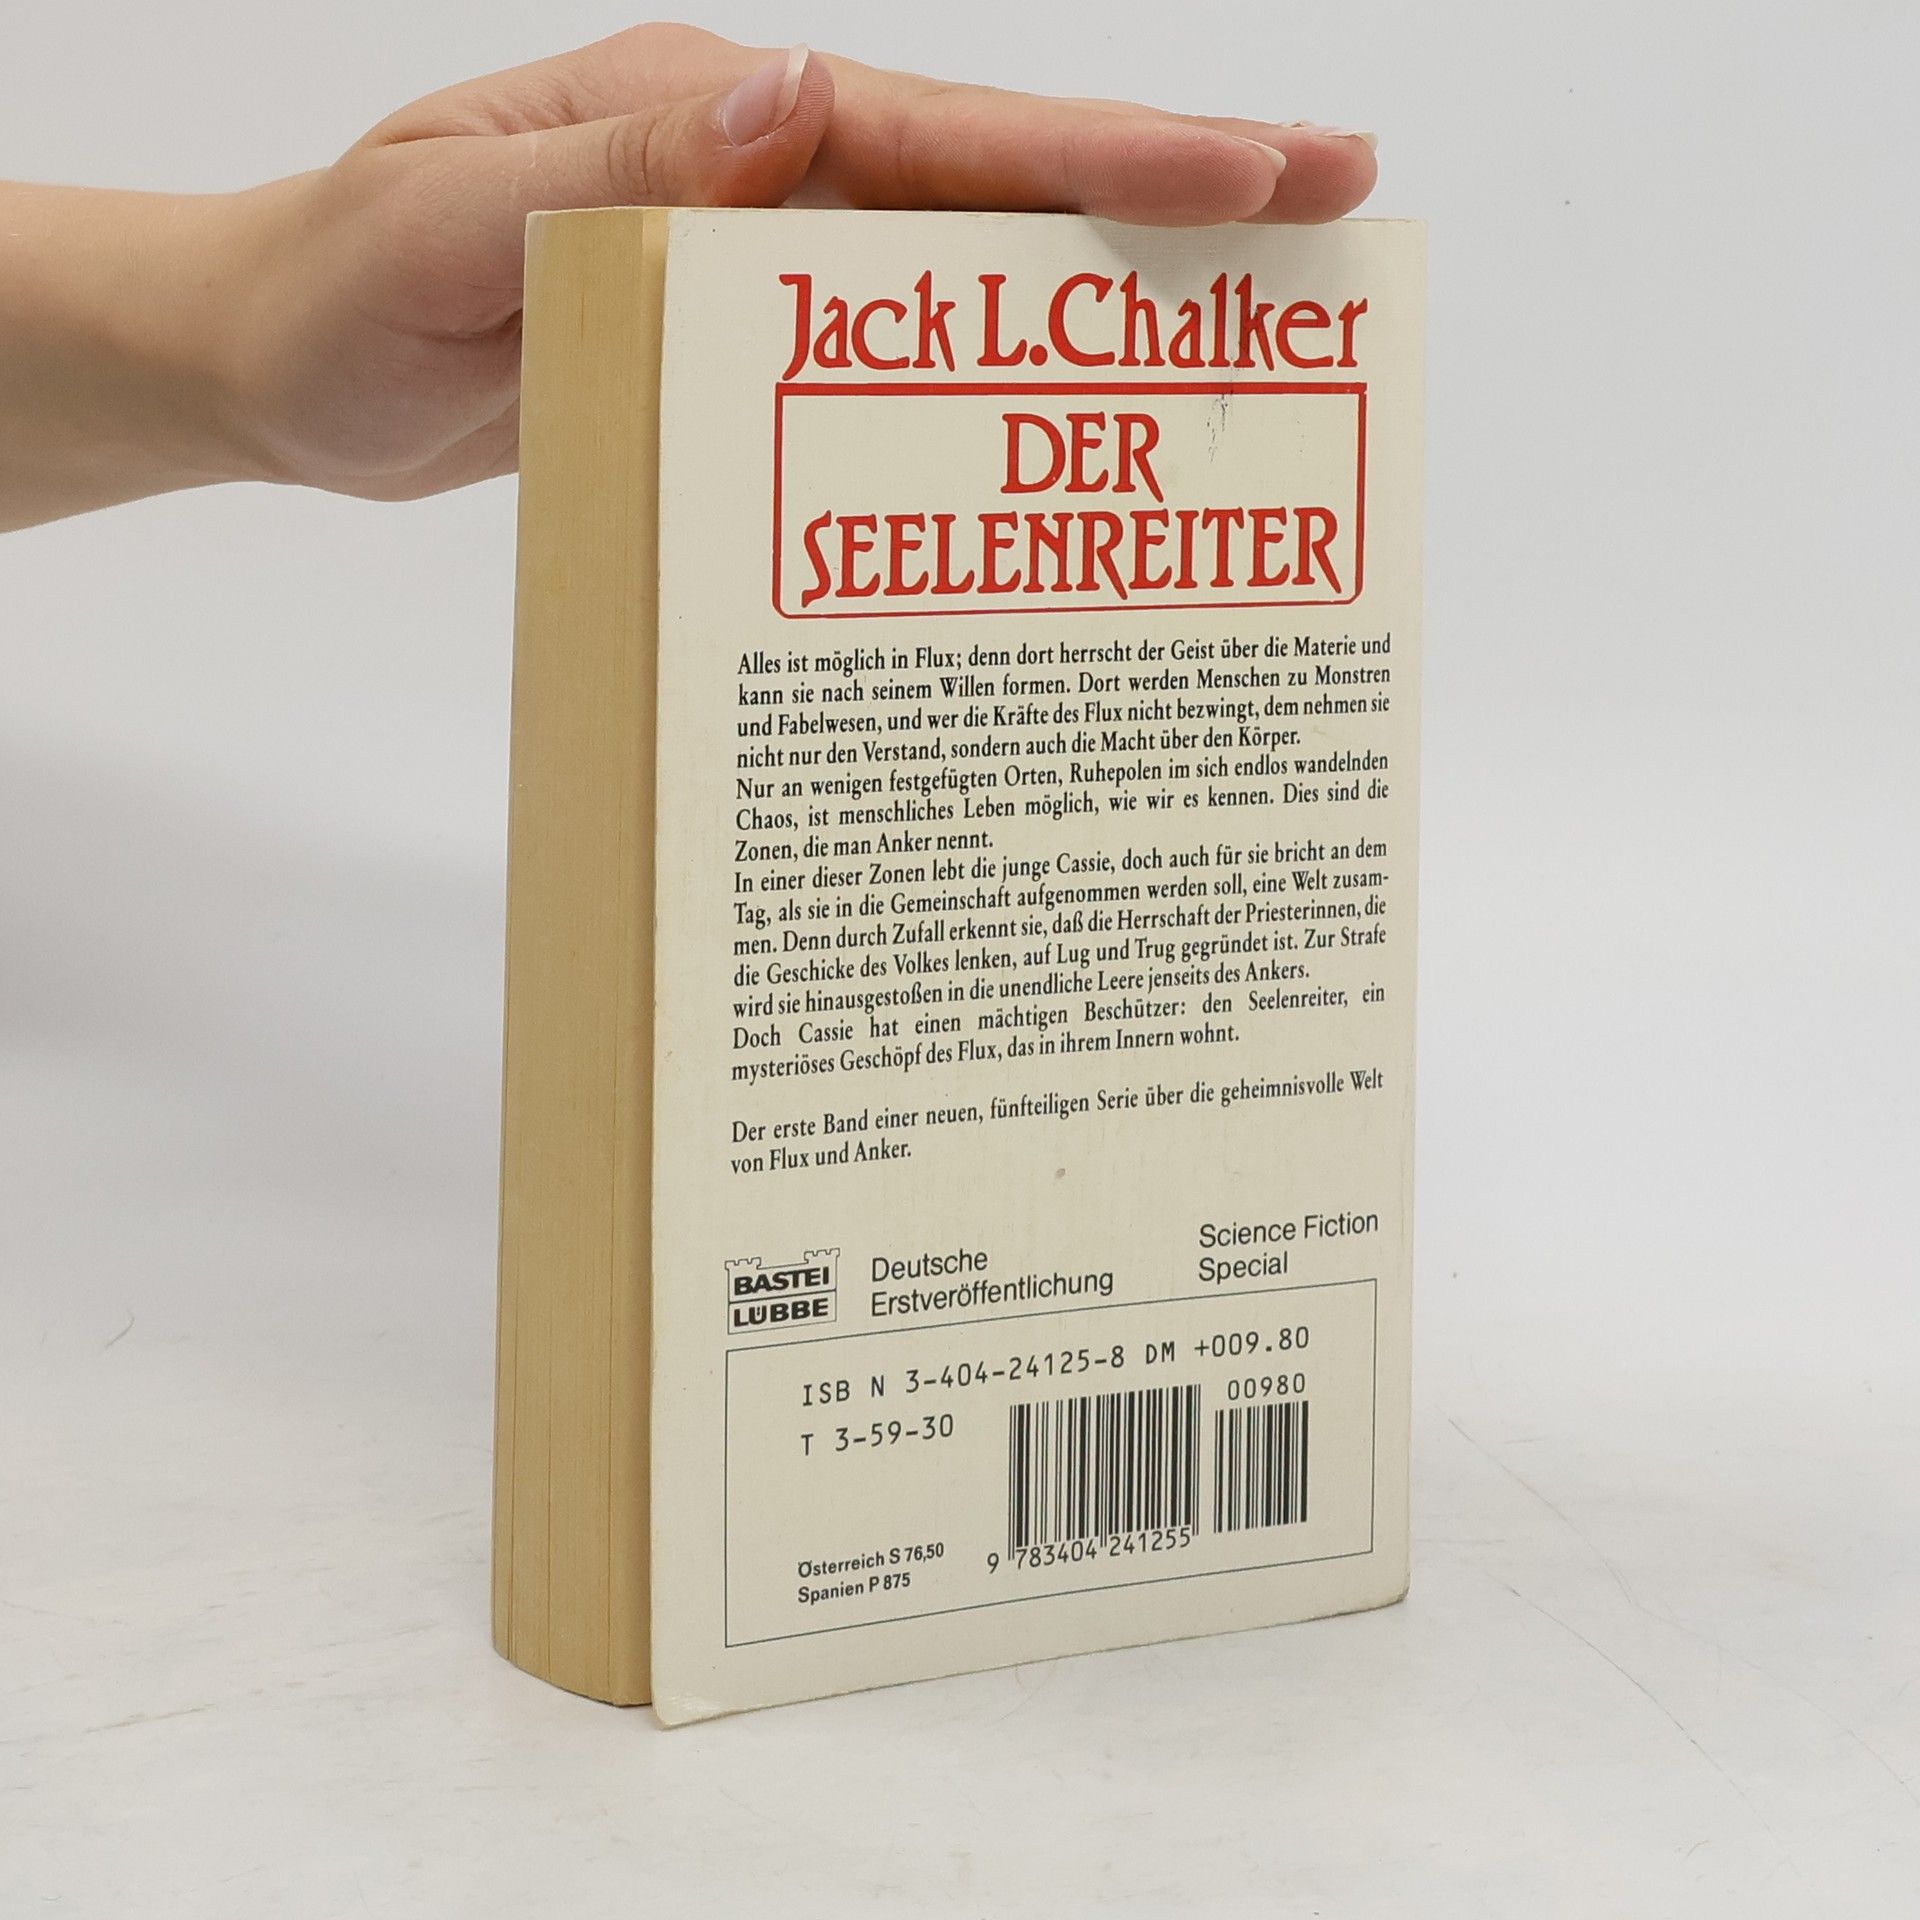 Jack L. Chalker
DER
SEELENREITER
Alles ist möglich in Flux; denn dort herrscht der Geist über die Materie und
kann sie nach seinem Willen formen. Dort werden Menschen zu Monstren
und Fabelwesen, und wer die Kräfte des Flux nicht bezwingt, dem nehmen sie
nicht nur den Verstand, sondern auch die Macht über den Körper.
Nur an wenigen festgefügten Orten, Ruhepolen im sich endlos wandelnden
Chaos, ist menschliches Leben möglich, wie wir es kennen. Dies sind die
Zonen, die man Anker nennt.
In einer dieser Zonen lebt die junge Cassie, doch auch für sie bricht an dem
Tag, als sie in die Gemeinschaft aufgenommen werden soll, eine Welt zusam-
men. Denn durch Zufall erkennt sie, daß die Herrschaft der Priesterinnen, die
die Geschicke des Volkes lenken, auf Lug und Trug gegründet ist. Zur Strafe
wird sie hinausgestoßen in die unendliche Leere jenseits des Ankers.
Doch Cassie hat einen mächtigen Beschützer: den Seelenreiter, ein
mysteriöses Geschöpf des Flux, das in ihrem Innern wohnt.
Der erste Band einer neuen, fünfteiligen Serie über die geheimnisvolle Welt
von Flux und Anker.
BASTEI
LÜBBE
Deutsche
Erstveröffentlichung
Science Fiction
Special
ISB N 3-404-24125-8 DM +009.80
00980
T 3-59-30
9 783404 241255
Österreich S 76,50
Spanien P 875